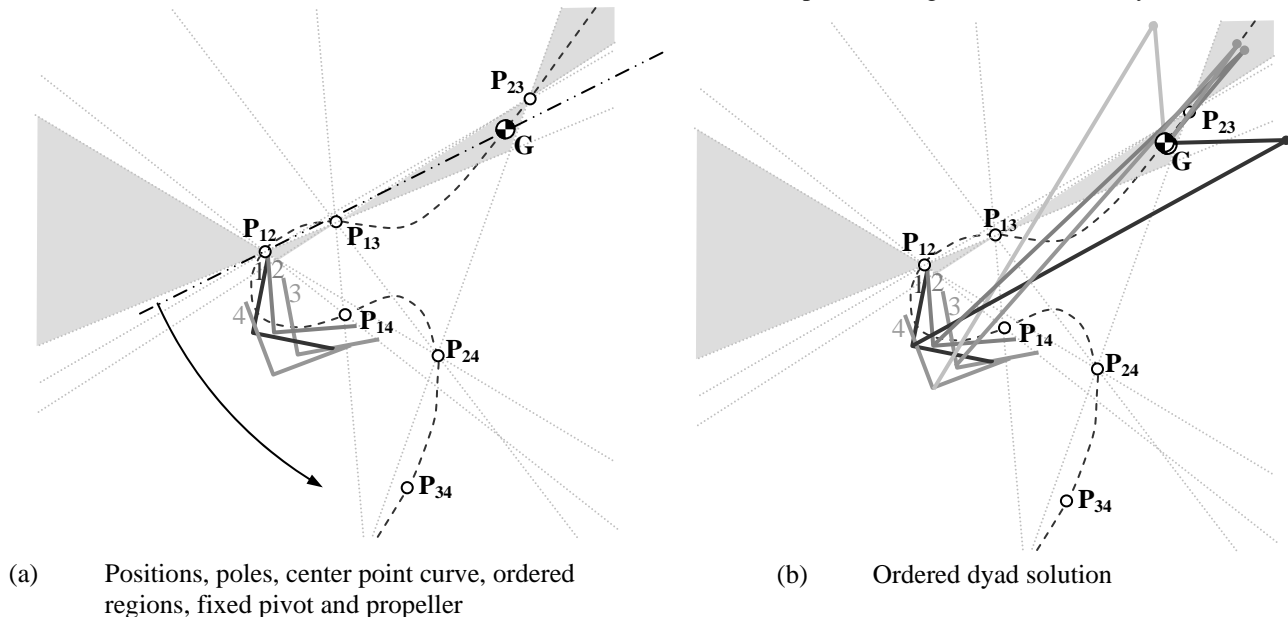 P23
G
P12
P13
1
2
3
4
P14
P24
P34
P23
G
P13
P12
1
2
3
4
P14
P24
P34
(a) Positions, poles, center point curve, ordered
regions, fixed pivot and propeller
(b) Ordered dyad solution